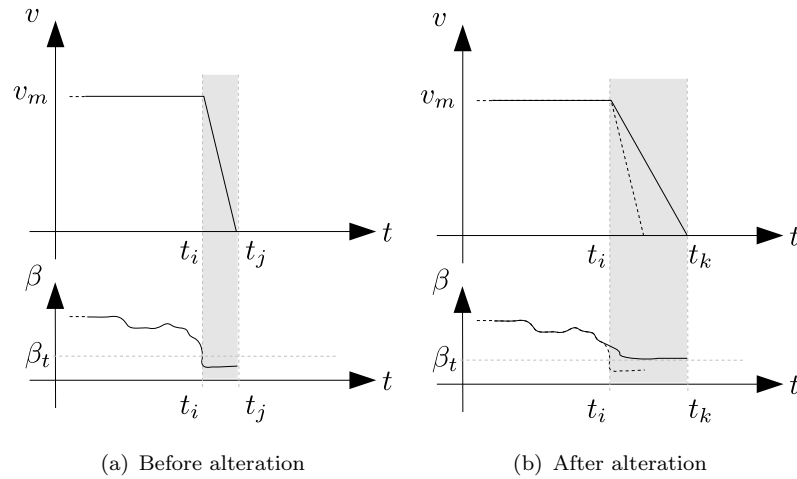 v
v_m
t
t_i t_j
β
β_t
t
t_i t_j
(a) Before alteration
v
v_m
t
t_i t_k
β
β_t
t
t_i t_k
(b) After alteration